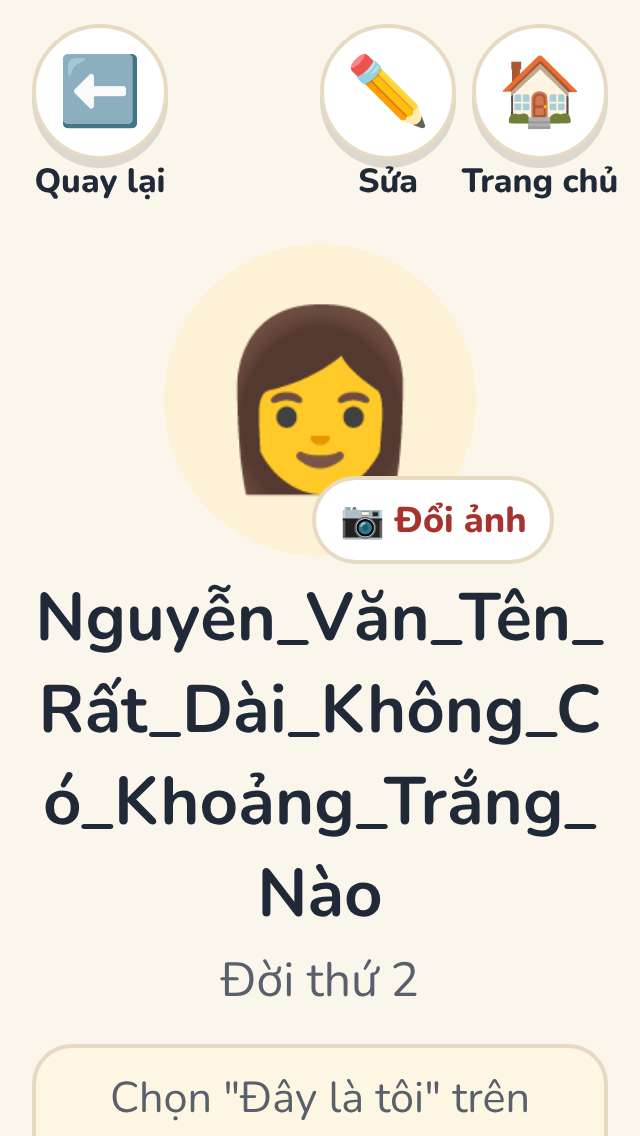 Quay lại
Sửa
Trang chủ
Đổi ảnh
Nguyễn_Văn_Tên_
Rất_Dài_Không_C
ó_Khoảng_Trắng_
Nào
Đời thứ 2
Chọn "Đây là tôi" trên